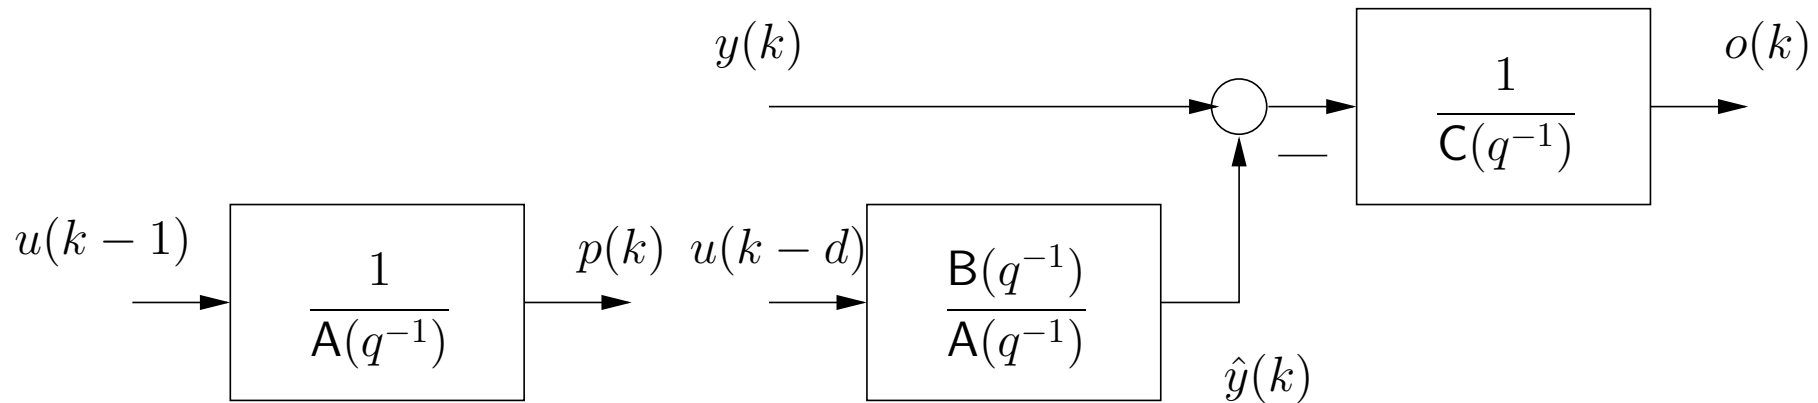 y(k)
o(k)
1
C(q⁻¹)
—
u(k − 1)
1
A(q⁻¹)
p(k)
u(k − d)
B(q⁻¹)
A(q⁻¹)
ŷ(k)